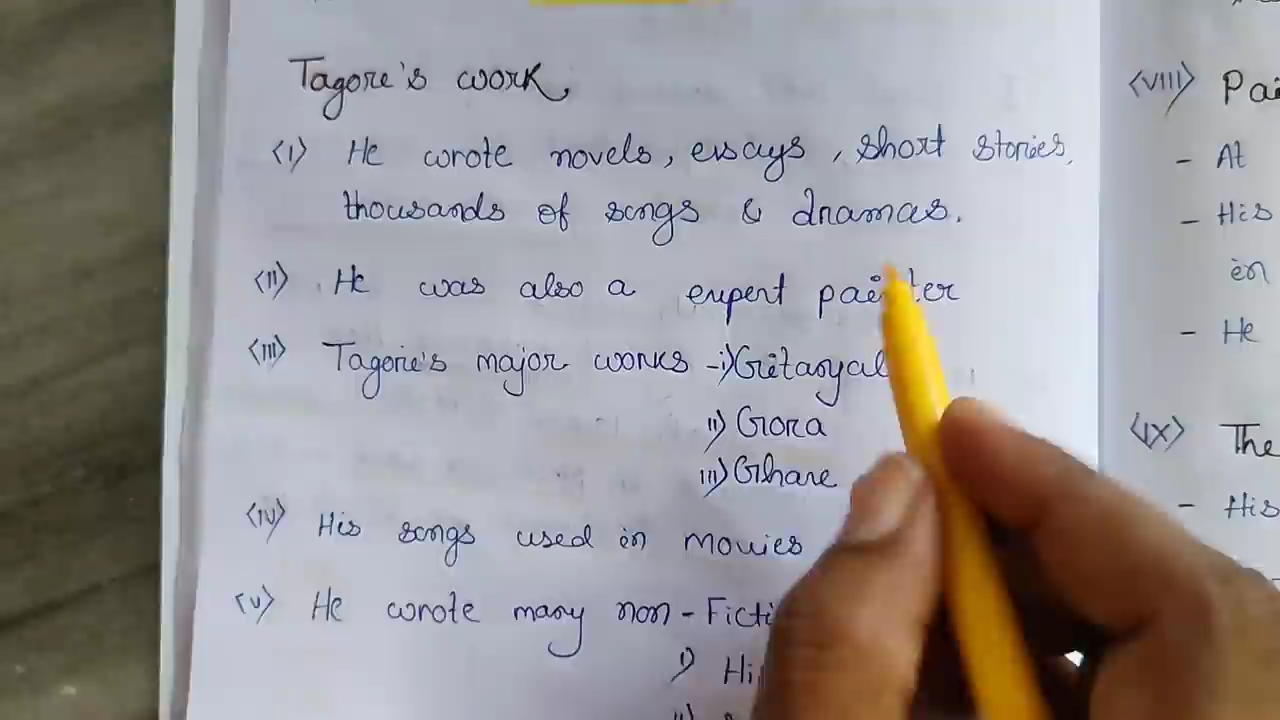 Tagore's work,
(I) He wrote novels, essays, short stories,
thousands of songs & dramas.
(II) He was also a expert painter
(III) Tagore's major works - i) Gitanjal
II) Gora
III) Ghare
(IV) His songs used in movies
(V) He wrote many non-Ficti
I) Hi
(VIII) Pai
- At
- His
in
- He
(IX) The
- His